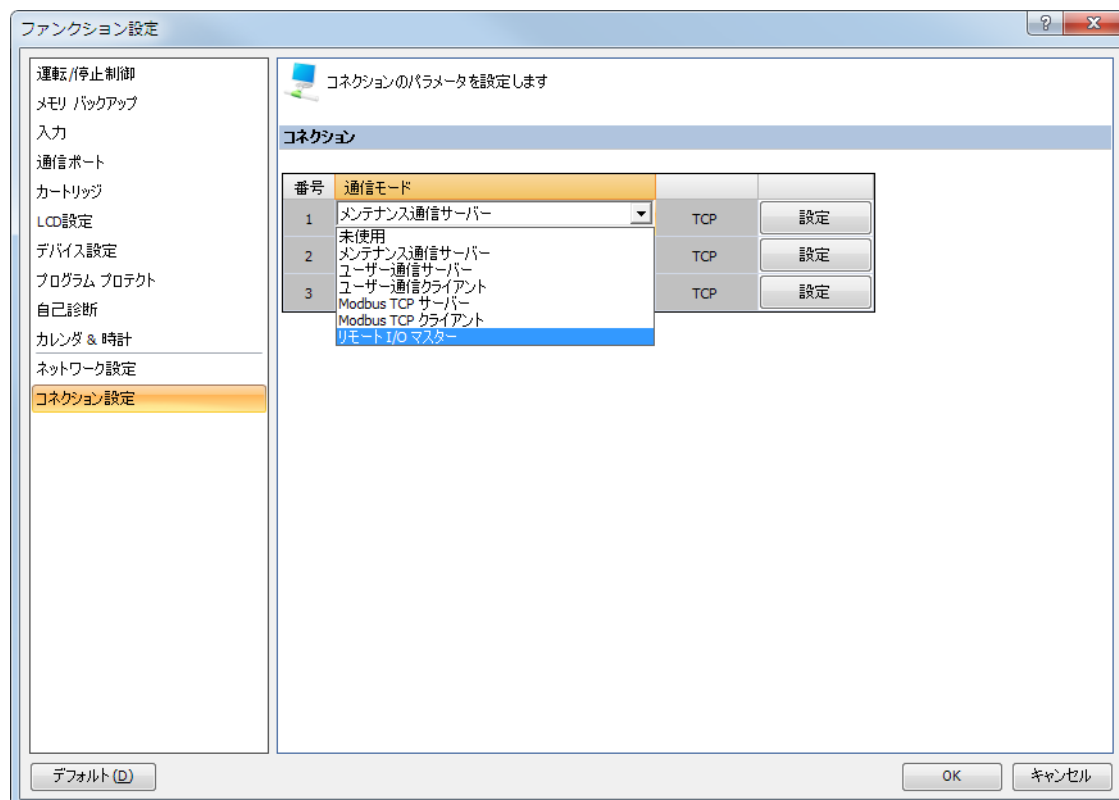 ファンクション設定
?
運転/停止制御
メモリ バックアップ
入力
通信ポート
カートリッジ
LCD設定
デバイス設定
プログラム プロテクト
自己診断
カレンダ & 時計
ネットワーク設定
コネクション設定
コネクションのパラメータを設定します
コネクション
番号 通信モード
1 メンテナンス通信サーバー TCP 設定
2 TCP 設定
3 TCP 設定
未使用
メンテナンス通信サーバー
ユーザー通信サーバー
ユーザー通信クライアント
Modbus TCP サーバー
Modbus TCP クライアント
リモート I/O マスター
デフォルト(D)
OK
キャンセル